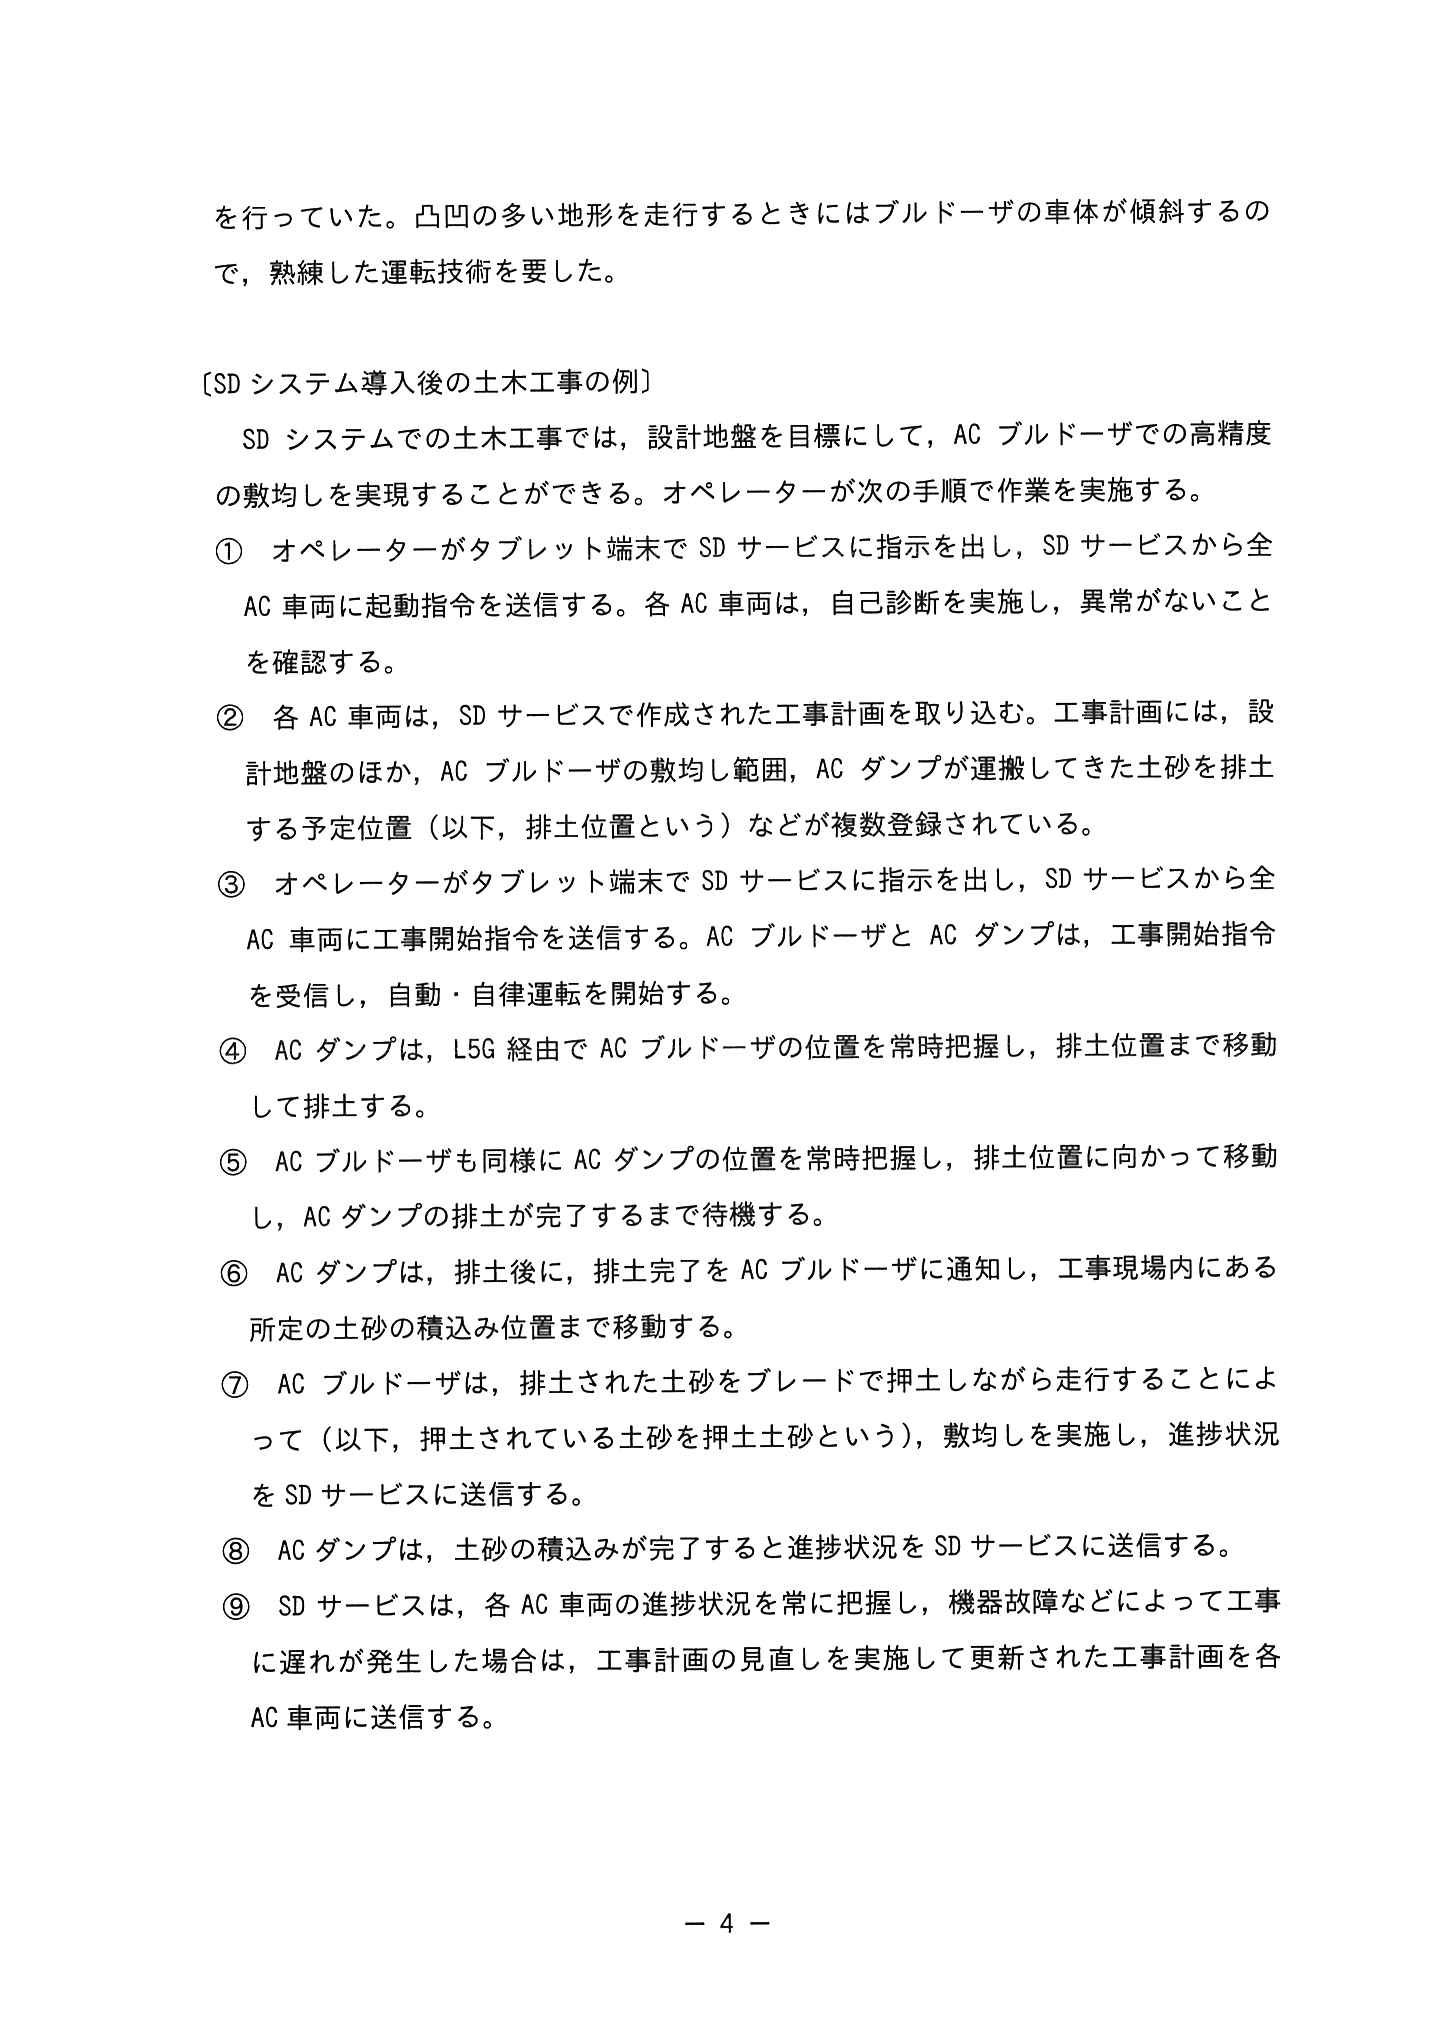 を行っていた。凸凹の多い地形を走行するときにはブルドーザの車体が傾斜するの
で，熟練した運転技術を要した。
〔SD システム導入後の土木工事の例〕
SD システムでの土木工事では，設計地盤を目標にして，AC ブルドーザでの高精度
の敷均しを実現することができる。オペレーターが次の手順で作業を実施する。
① オペレーターがタブレット端末で SD サービスに指示を出し，SD サービスから全
AC 車両に起動指令を送信する。各 AC 車両は，自己診断を実施し，異常がないこと
を確認する。
② 各 AC 車両は，SD サービスで作成された工事計画を取り込む。工事計画には，設
計地盤のほか，AC ブルドーザの敷均し範囲，AC ダンプが運搬してきた土砂を排土
する予定位置（以下，排土位置という）などが複数登録されている。
③ オペレーターがタブレット端末で SD サービスに指示を出し，SD サービスから全
AC 車両に工事開始指令を送信する。AC ブルドーザと AC ダンプは，工事開始指令
を受信し，自動・自律運転を開始する。
④ AC ダンプは，L5G 経由で AC ブルドーザの位置を常時把握し，排土位置まで移動
して排土する。
⑤ AC ブルドーザも同様に AC ダンプの位置を常時把握し，排土位置に向かって移動
し，AC ダンプの排土が完了するまで待機する。
⑥ AC ダンプは，排土後に，排土完了を AC ブルドーザに通知し，工事現場内にある
所定の土砂の積込み位置まで移動する。
⑦ AC ブルドーザは，排土された土砂をブレードで押土しながら走行することによ
って（以下，押土されている土砂を押土土砂という），敷均しを実施し，進捗状況
を SD サービスに送信する。
⑧ AC ダンプは，土砂の積込みが完了すると進捗状況を SD サービスに送信する。
⑨ SD サービスは，各 AC 車両の進捗状況を常に把握し，機器故障などによって工事
に遅れが発生した場合は，工事計画の見直しを実施して更新された工事計画を各
AC 車両に送信する。
－ 4 －